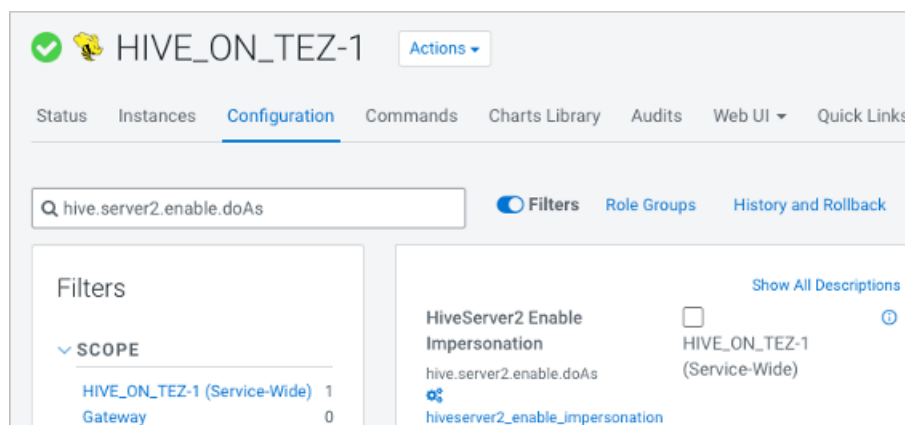 HIVE_ON_TEZ-1
Actions
Status Instances Configuration Commands Charts Library Audits Web UI Quick Links
hive.server2.enable.doAs
Filters Role Groups History and Rollback
Filters
SCOPE
HIVE_ON_TEZ-1 (Service-Wide) 1
Gateway 0
Show All Descriptions
HiveServer2 Enable
Impersonation
hive.server2.enable.doAs
hiveserver2_enable_impersonation
HIVE_ON_TEZ-1
(Service-Wide)